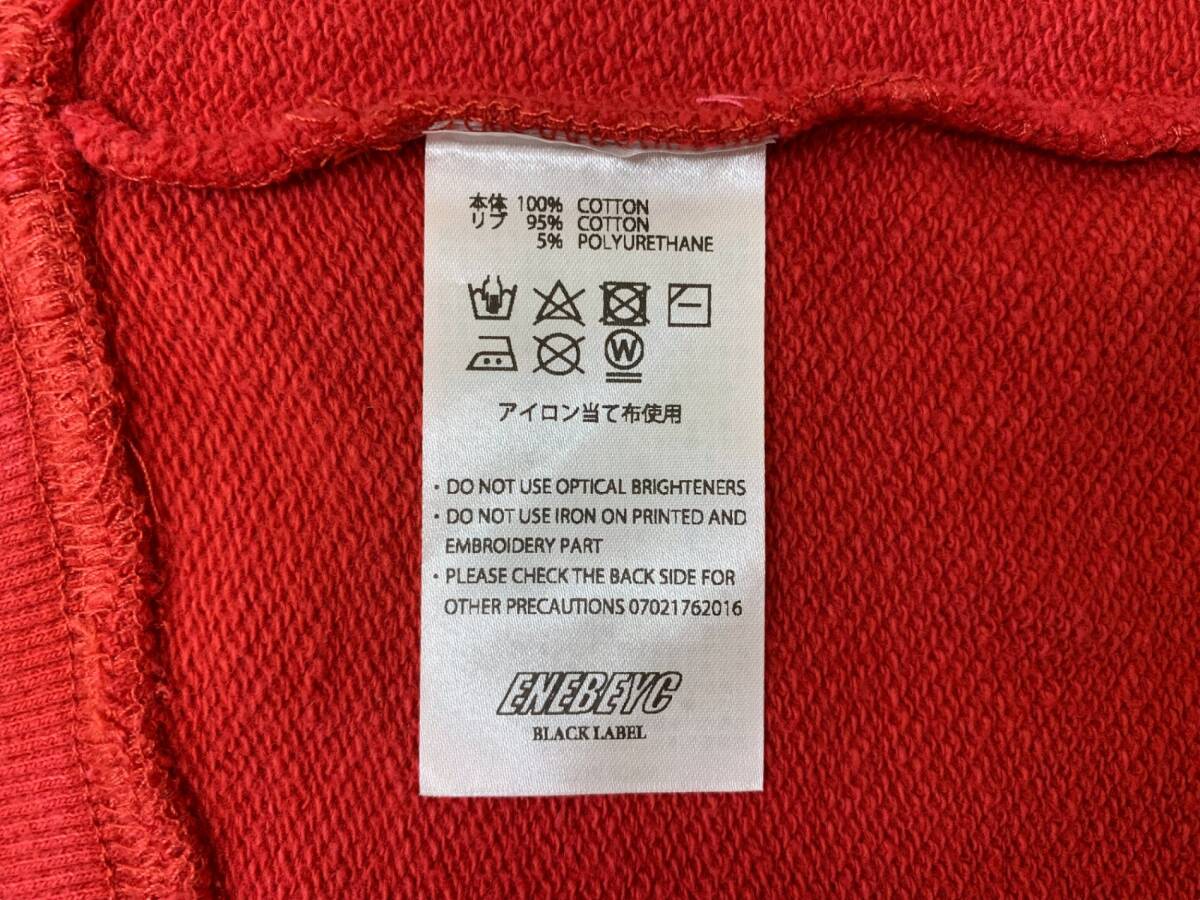 本体 100% COTTON
リブ 95% COTTON
5% POLYURETHANE
W
アイロン当て布使用
・DO NOT USE OPTICAL BRIGHTENERS
・DO NOT USE IRON ON PRINTED AND
EMBROIDERY PART
・PLEASE CHECK THE BACK SIDE FOR
OTHER PRECAUTIONS 07021762016
ENEBEYC
BLACK LABEL